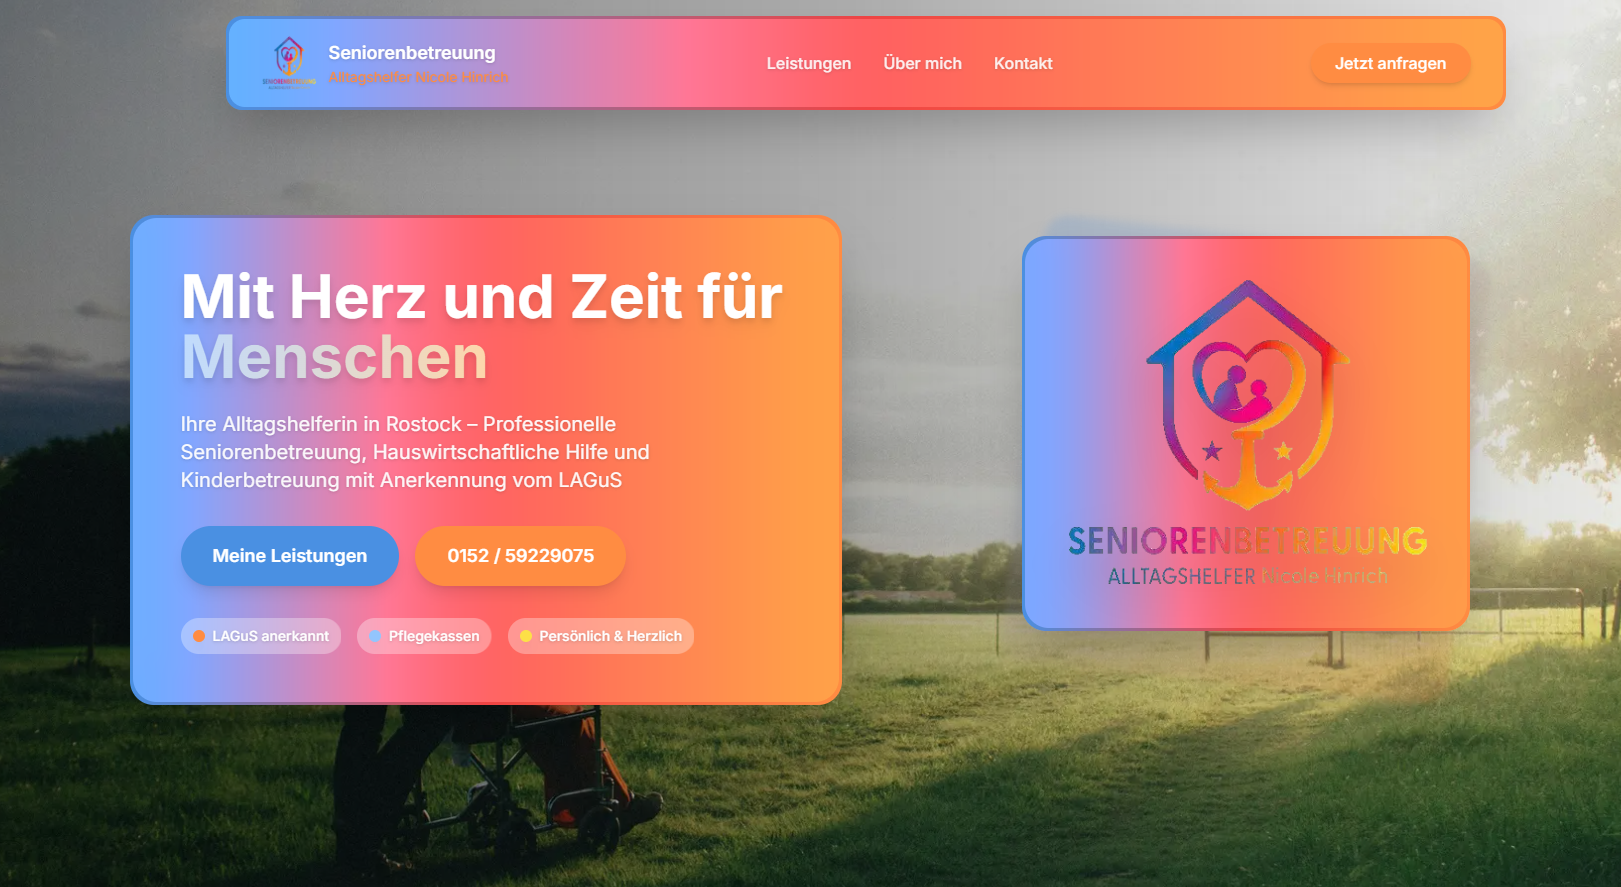 SENIORENBETREUUNG
Seniorenbetreuung
Alltagshelfer Nicole Hinrich
Leistungen
Über mich
Kontakt
Jetzt anfragen
Mit Herz und Zeit für
Menschen
Ihre Alltagshelferin in Rostock – Professionelle
Seniorenbetreuung, Hauswirtschaftliche Hilfe und
Kinderbetreuung mit Anerkennung vom LAGuS
Meine Leistungen
0152 / 59229075
LAGuS anerkannt
Pflegekassen
Persönlich & Herzlich
SENIORENBETREUUNG
ALLTAGSHELFER Nicole Hinrich